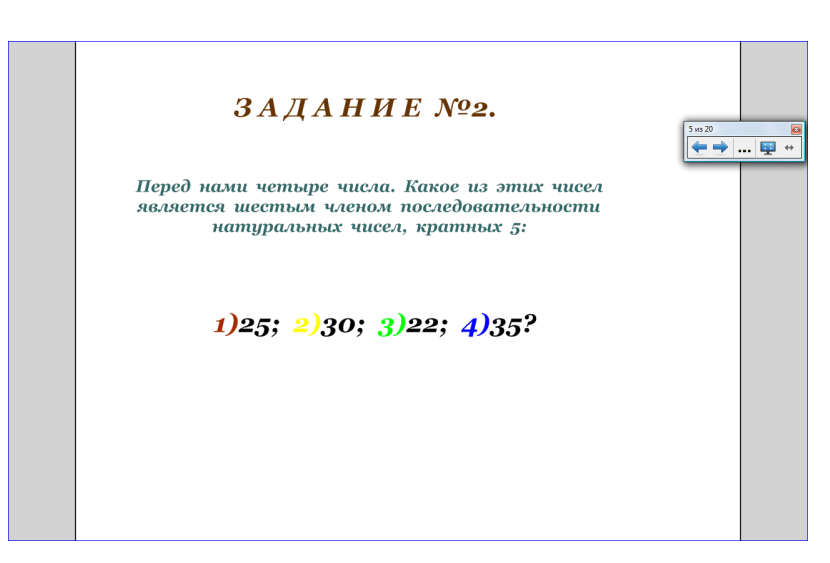 З А Д А Н И Е №2.
5 из 20
Перед нами четыре числа. Какое из этих чисел
является шестым членом последовательности
натуральных чисел, кратных 5:
1)25; 2)30; 3)22; 4)35?